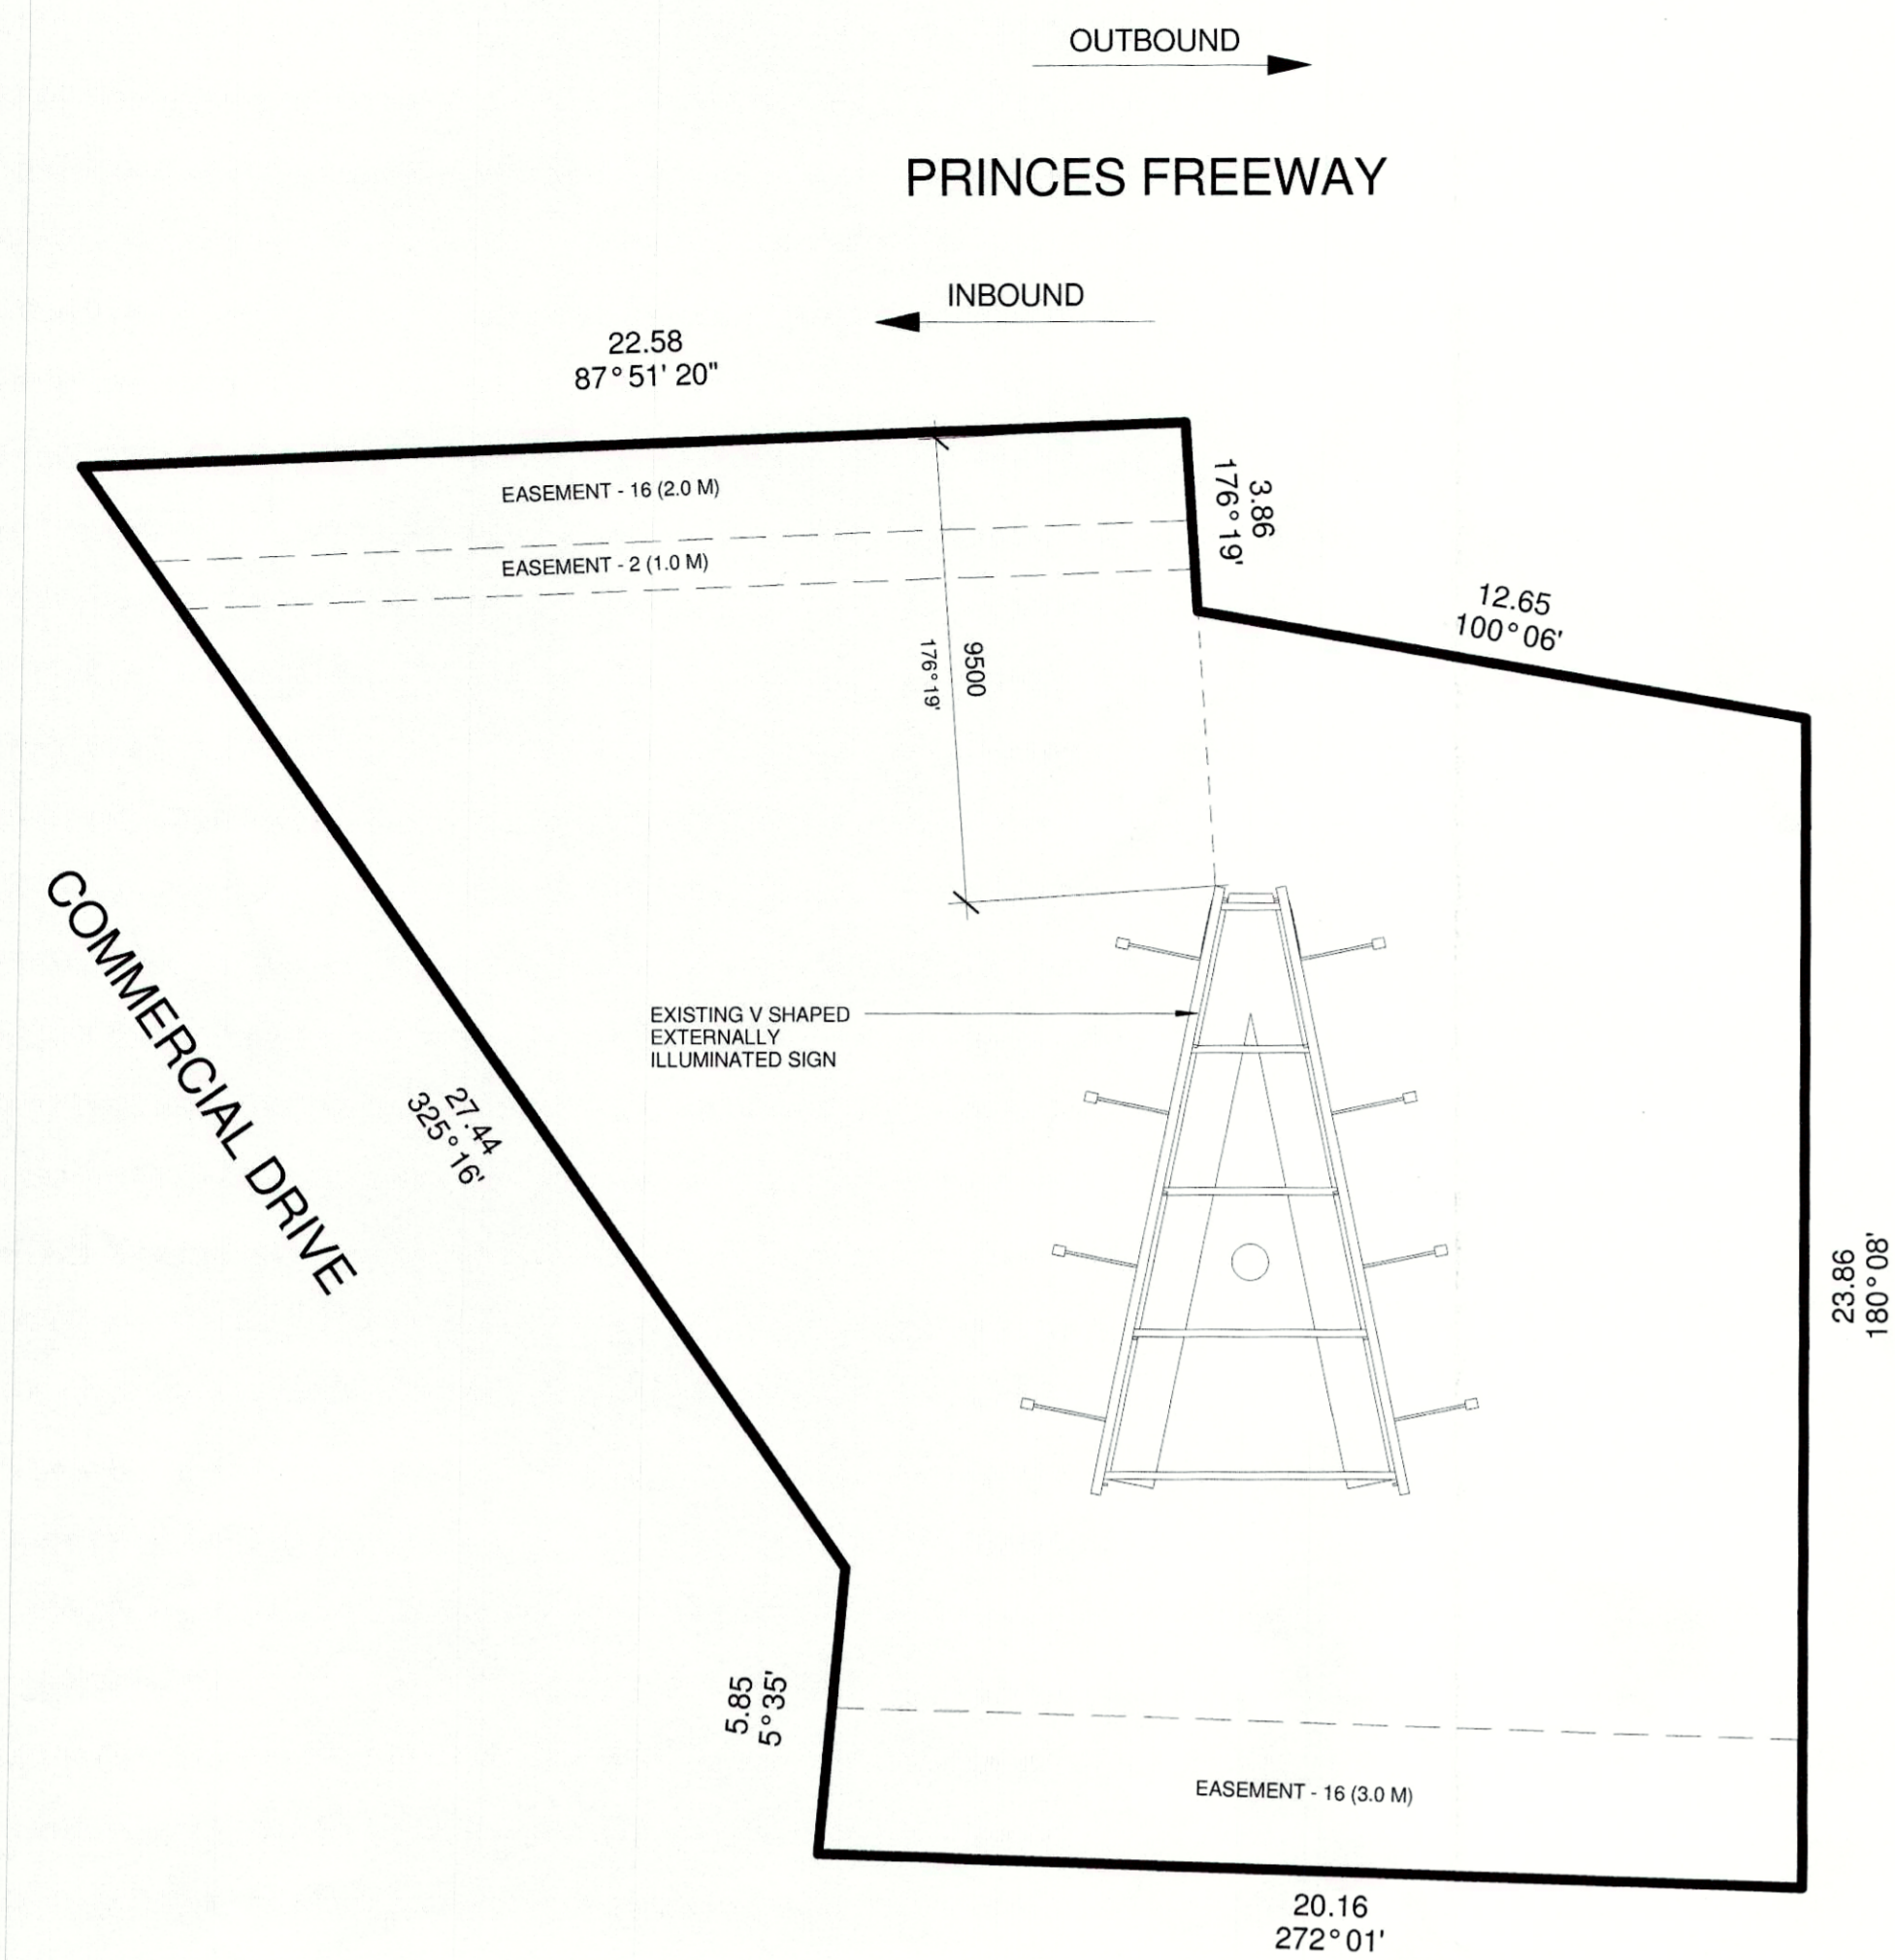 OUTBOUND
PRINCES FREEWAY
INBOUND
22.58
87°51' 20"
EASEMENT - 16 (2.0 M)
EASEMENT - 2 (1.0 M)
3.86
176°19'
12.65
100°06'
9500
176°19'
COMMERCIAL DRIVE
27.44
325°16'
EXISTING V SHAPED
EXTERNALLY
ILLUMINATED SIGN
23.86
180°08'
5.85
5°35'
EASEMENT - 16 (3.0 M)
20.16
272°01'